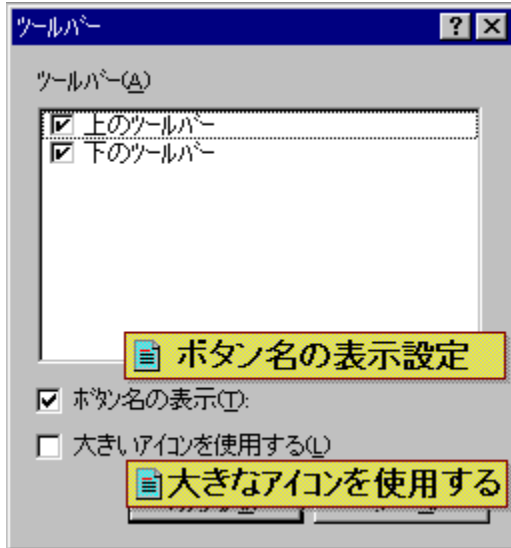 ツールバー
ツールバー(A)
上のツールバー
下のツールバー
ボタン名の表示設定
ボタン名の表示(T):
大きいアイコンを使用する(L)
大きなアイコンを使用する